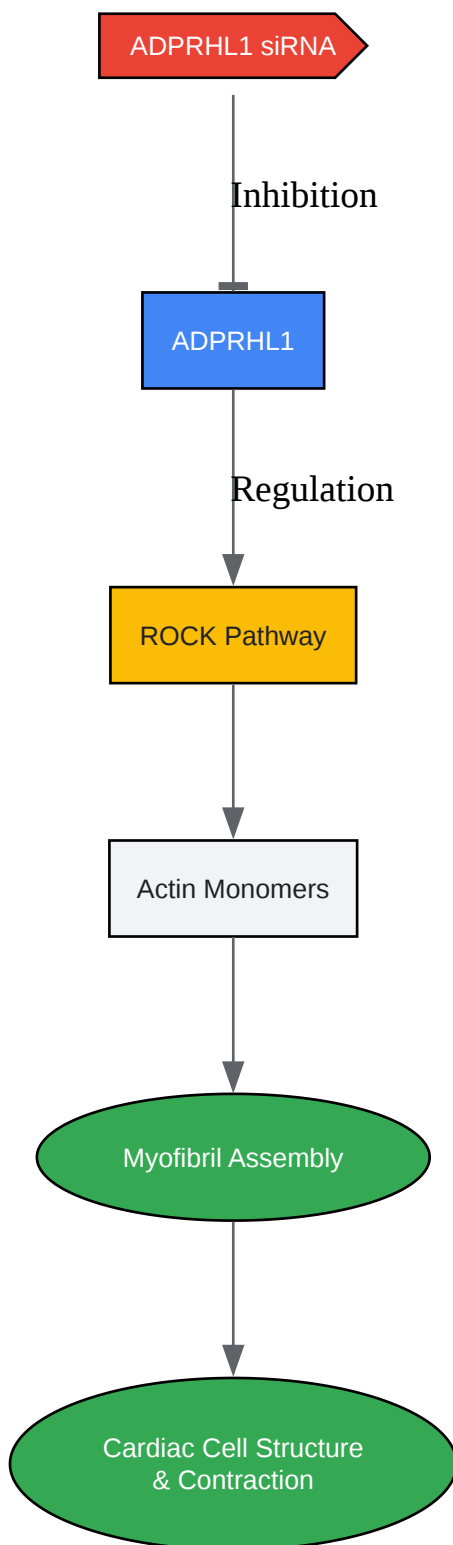 ADPRHL1 siRNA
Inhibition
ADPRHL1
Regulation
ROCK Pathway
Actin Monomers
Myofibril Assembly
Cardiac Cell Structure
& Contraction